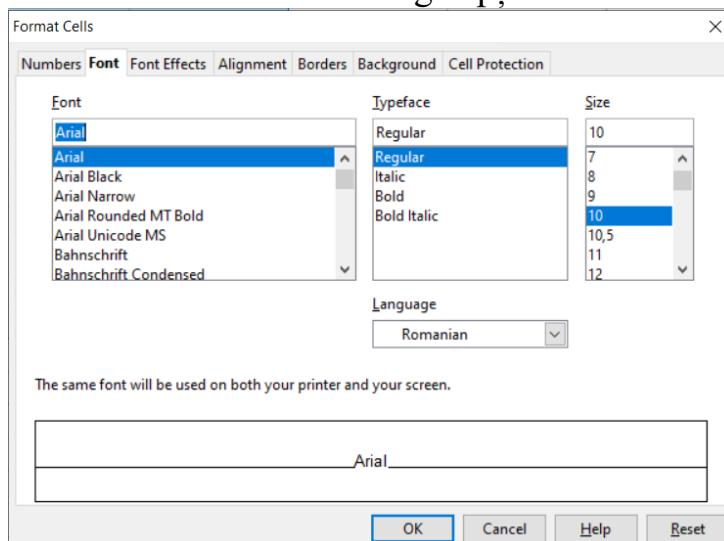 Format Cells
Numbers Font Font Effects Alignment Borders Background Cell Protection
Font Typeface Size
Arial Regular 10
Arial Regular 7
Arial Black Italic 8
Arial Narrow Bold 9
Arial Rounded MT Bold Bold Italic 10
Arial Unicode MS 10,5
Bahnschrift 11
Bahnschrift Condensed 12
Language
Romanian
The same font will be used on both your printer and your screen.
Arial
OK Cancel Help Reset